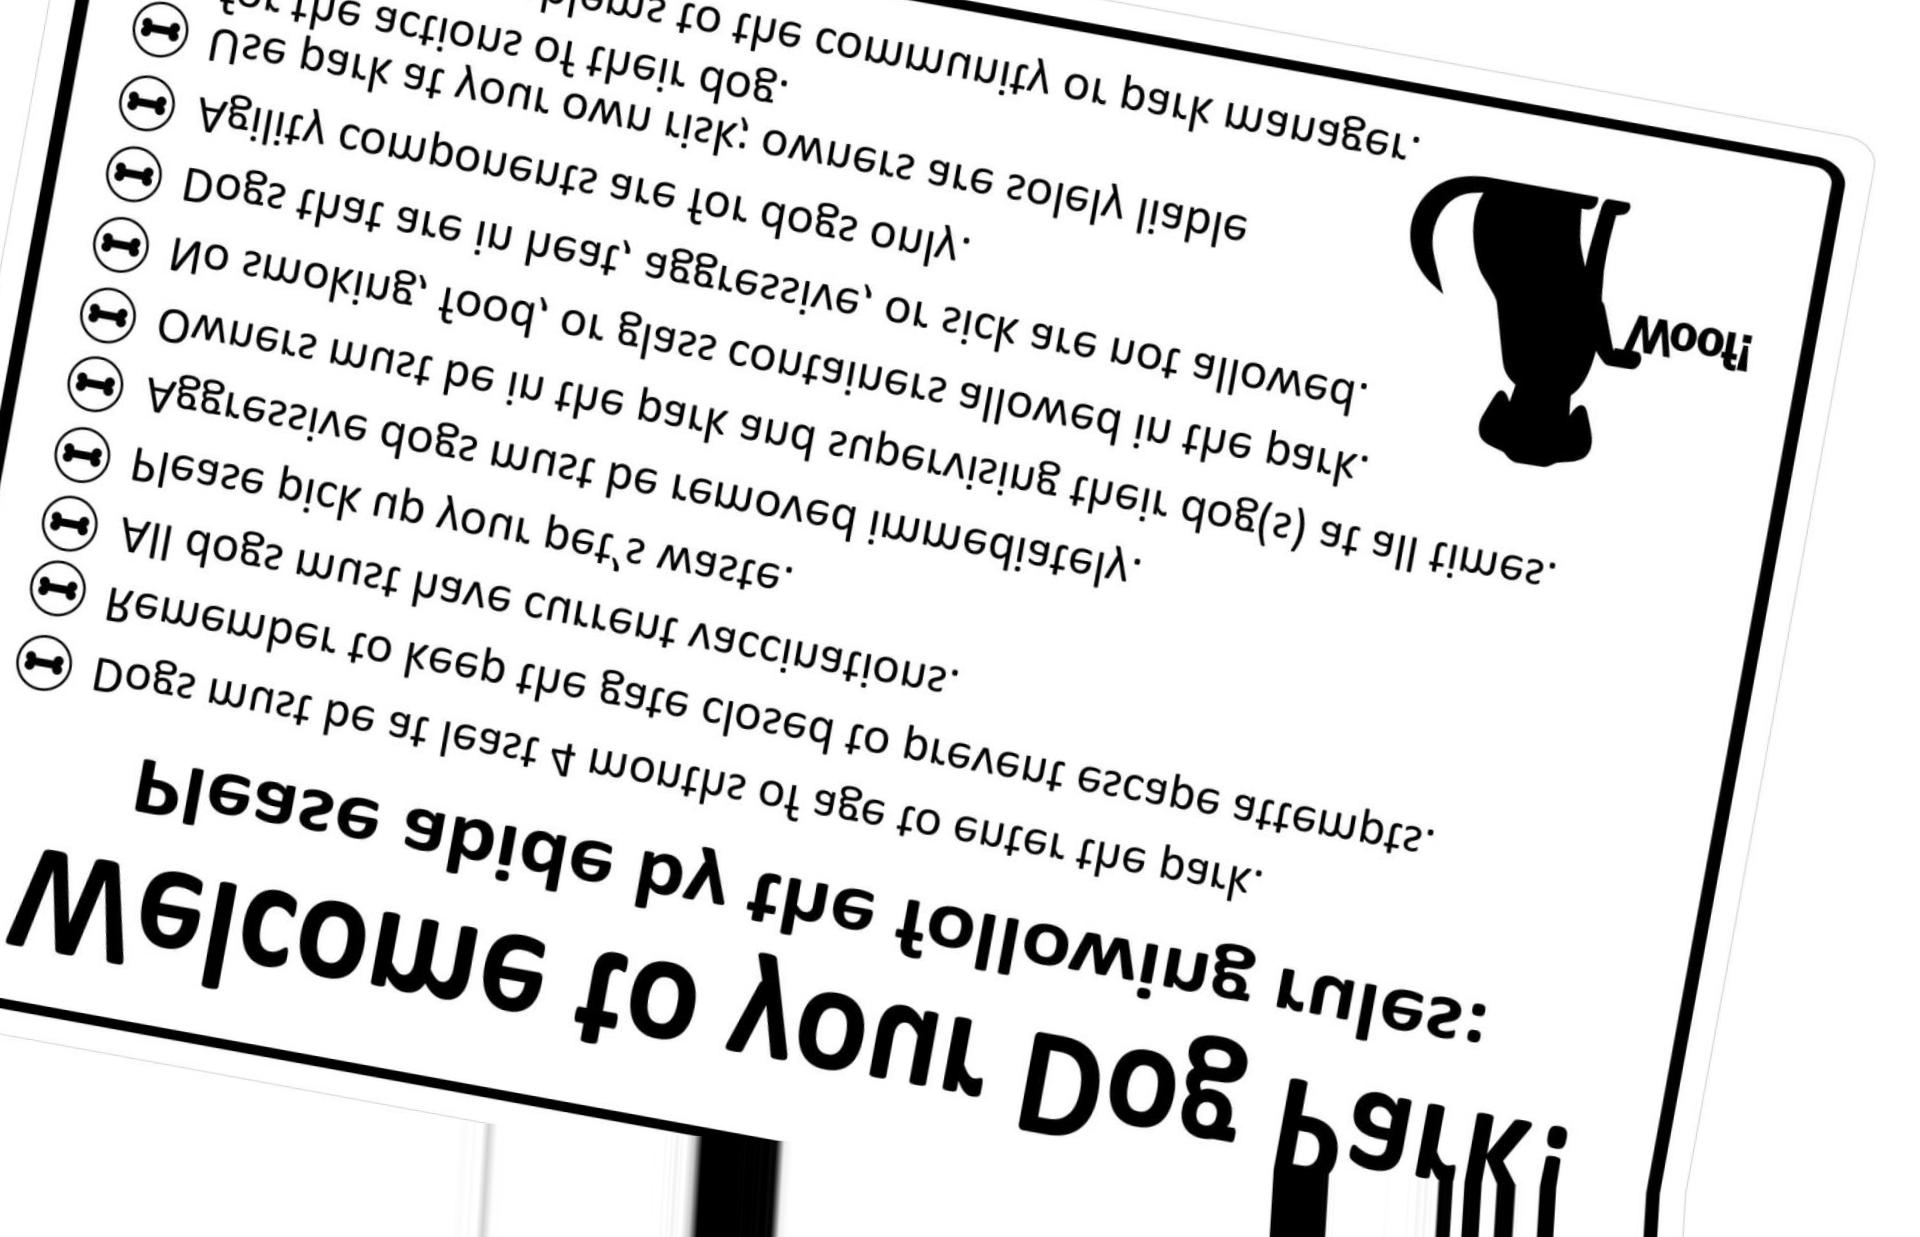 Welcome to your Dog Park!
Please abide by the following rules:
Dogs must be at least 4 months of age to enter the park.
Remember to keep the gate closed to prevent escape attempts.
All dogs must have current vaccinations.
Please pick up your pet's waste.
Aggressive dogs must be removed immediately.
Owners must be in the park and supervising their dog(s) at all times.
No smoking, food, or glass containers allowed in the park.
Dogs that are in heat, aggressive, or sick are not allowed.
Agility components are for dogs only.
Use park at your own risk; owners are solely liable
for the actions of their dog.
to the community or park manager.
Woof!